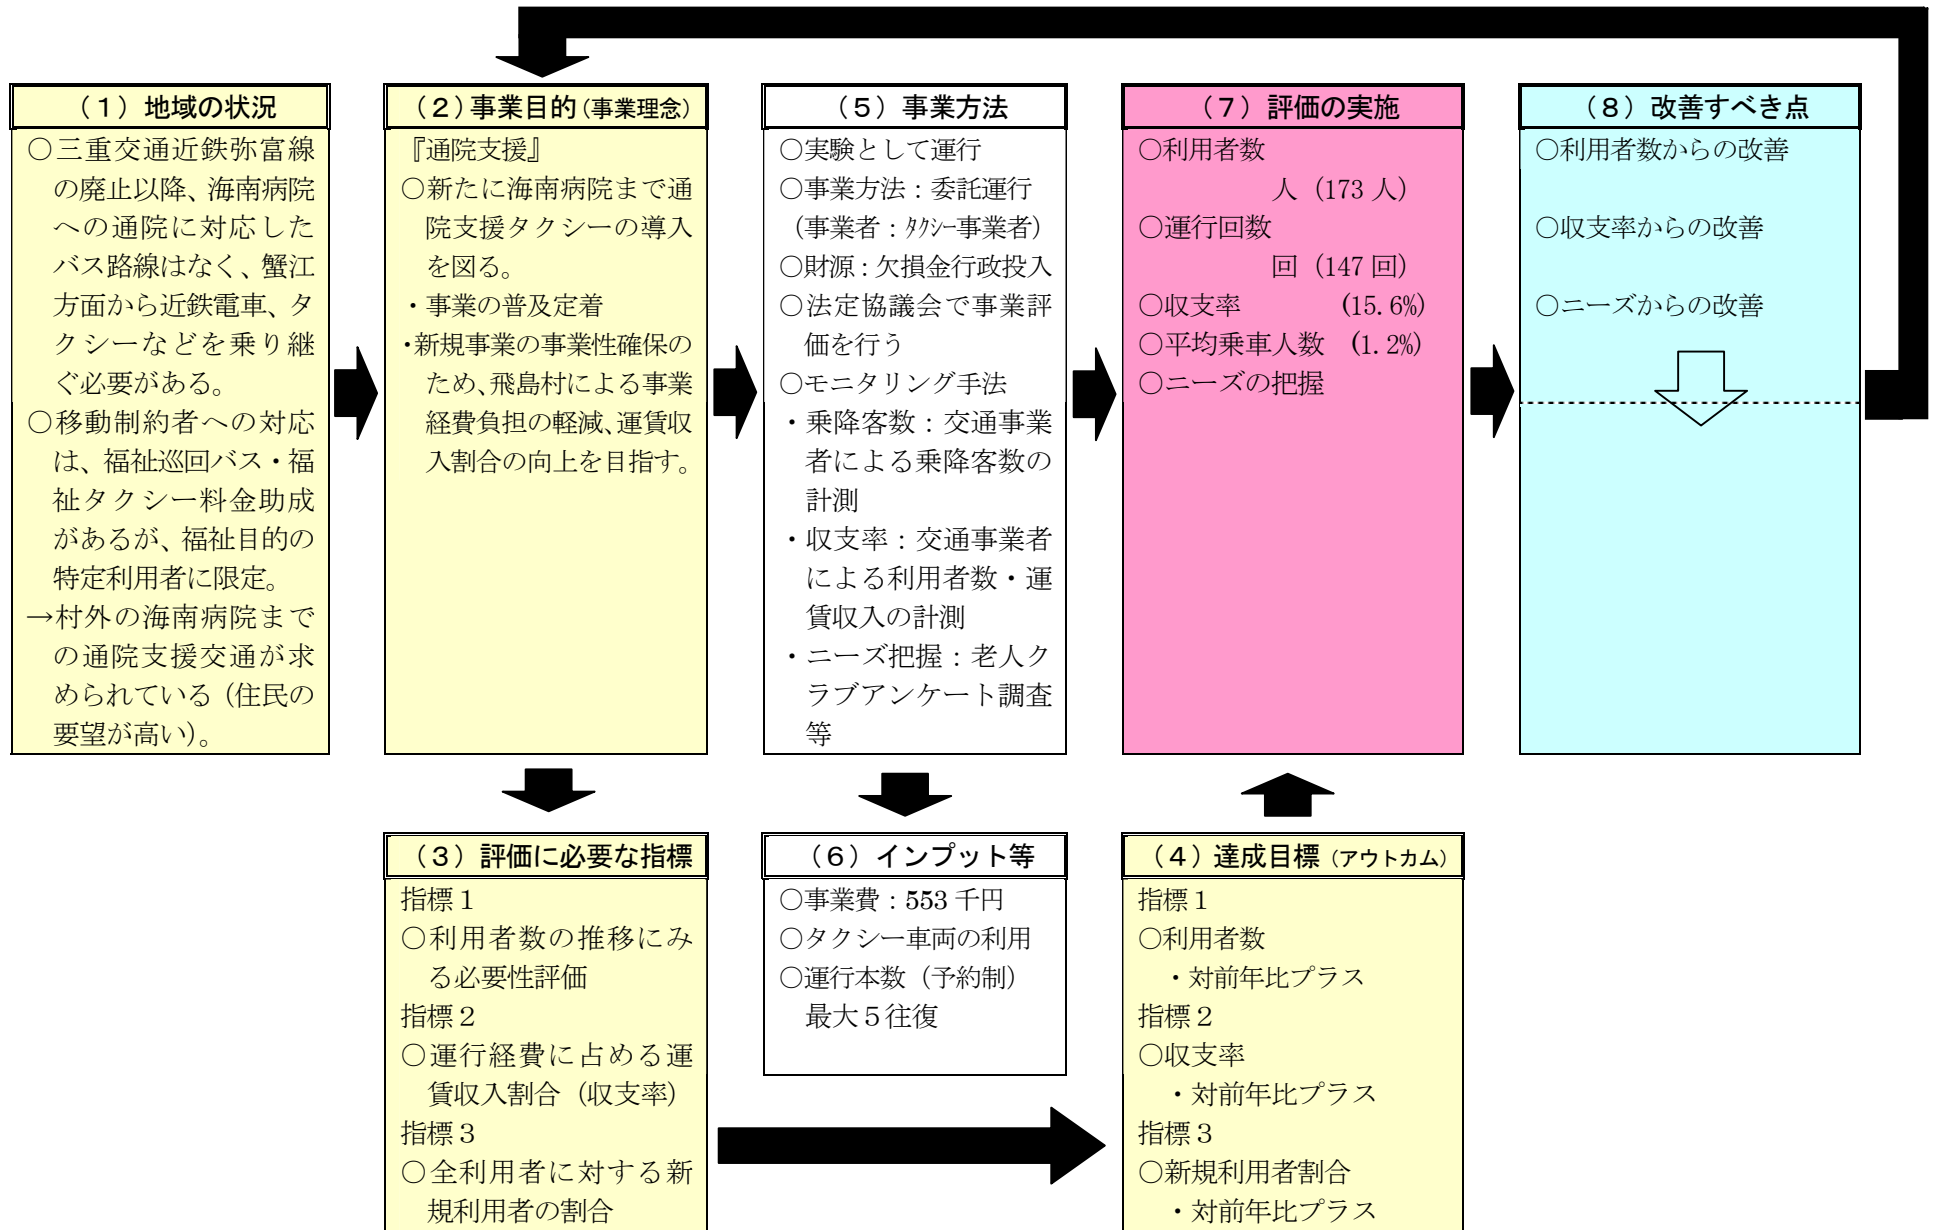 （１）地域の状況
○三重交通近鉄弥富線
の廃止以降、海南病院
への通院に対応した
バス路線はなく、蟹江
方面から近鉄電車、タ
クシーなどを乗り継
ぐ必要がある。
○移動制約者への対応
は、福祉巡回バス・福
祉タクシー料金助成
があるが、福祉目的の
特定利用者に限定。
→村外の海南病院まで
の通院支援交通が求
められている（住民の
要望が高い）。
（２）事業目的（事業理念）
『通院支援』
○新たに海南病院まで通
院支援タクシーの導入
を図る。
・事業の普及定着
・新規事業の事業性確保の
ため、飛島村による事業
経費負担の軽減、運賃収
入割合の向上を目指す。
（５）事業方法
○実験として運行
○事業方法：委託運行
（事業者：ﾀｸｼｰ事業者）
○財源：欠損金行政投入
○法定協議会で事業評
価を行う
○モニタリング手法
・乗降客数：交通事業
者による乗降客数の
計測
・収支率：交通事業者
による利用者数・運
賃収入の計測
・ニーズ把握：老人ク
ラブアンケート調査
等
（７）評価の実施
○利用者数
人（173 人）
○運行回数
回（147 回）
○収支率 （15.6%）
○平均乗車人数 （1.2%）
○ニーズの把握
（８）改善すべき点
○利用者数からの改善
○収支率からの改善
○ニーズからの改善
（３）評価に必要な指標
指標１
○利用者数の推移にみ
る必要性評価
指標２
○運行経費に占める運
賃収入割合（収支率）
指標３
○全利用者に対する新
規利用者の割合
（６）インプット等
○事業費：553 千円
○タクシー車両の利用
○運行本数（予約制）
最大５往復
（４）達成目標（アウトカム）
指標１
○利用者数
・対前年比プラス
指標２
○収支率
・対前年比プラス
指標３
○新規利用者割合
・対前年比プラス